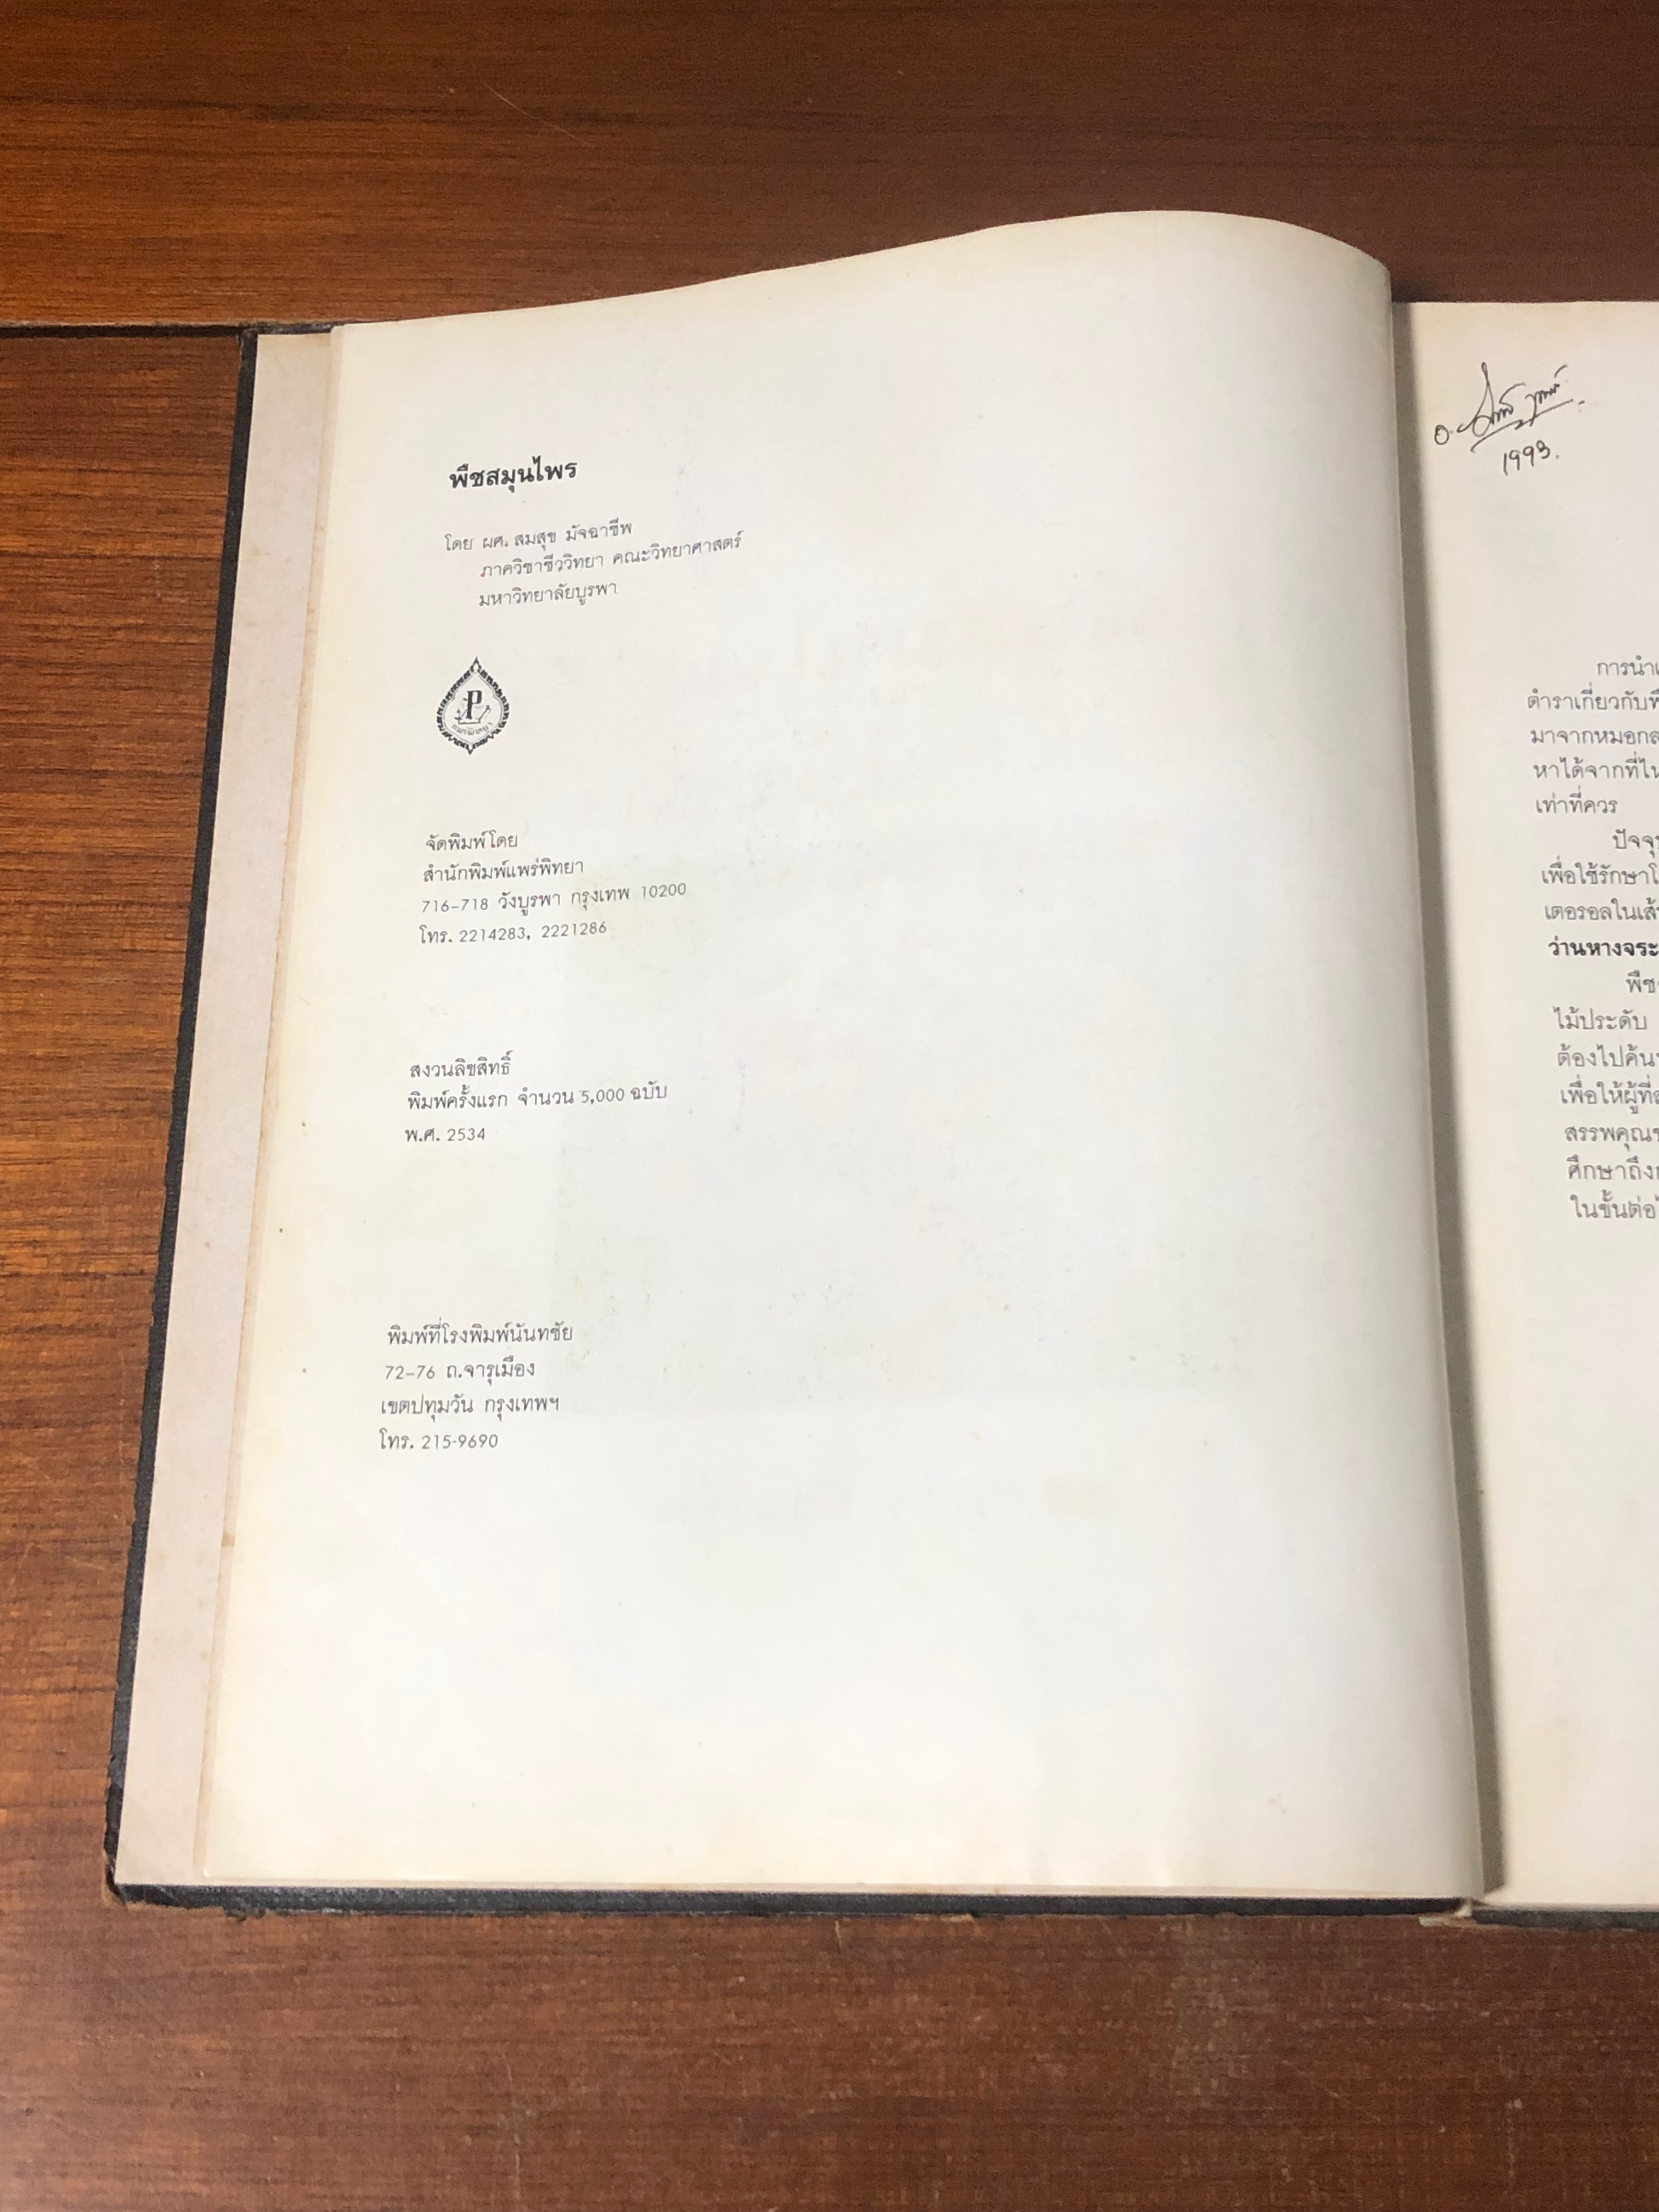 พืชสมุนไพร
โดย ผศ. สมสุข มัจฉาชีพ
ภาควิชาชีววิทยา คณะวิทยาศาสตร์
มหาวิทยาลัยบูรพา
P
แพร่พิทยา
จัดพิมพ์โดย
สำนักพิมพ์แพร่พิทยา
716-718 วังบูรพา กรุงเทพ 10200
โทร. 2214283, 2221286
สงวนลิขสิทธิ์
พิมพ์ครั้งแรก จำนวน 5,000 ฉบับ
พ.ศ. 2534
พิมพ์ที่โรงพิมพ์นันทชัย
72-76 ถ.จารุเมือง
เขตปทุมวัน กรุงเทพฯ
โทร. 215-9690
1993.
การนำ
ตำราเกี่ยวกับ
มาจากหมอกล
หาได้จากที่ไ
เท่าที่ควร
ปัจจุ
เพื่อใช้รักษา
เตอรอลในเส้
ว่านหางจระ
พืช
ไม้ประดับ
ต้องไปค้น
เพื่อให้ผู้ที่
สรรพคุณ
ศึกษาถึง
ในขั้นต่อ